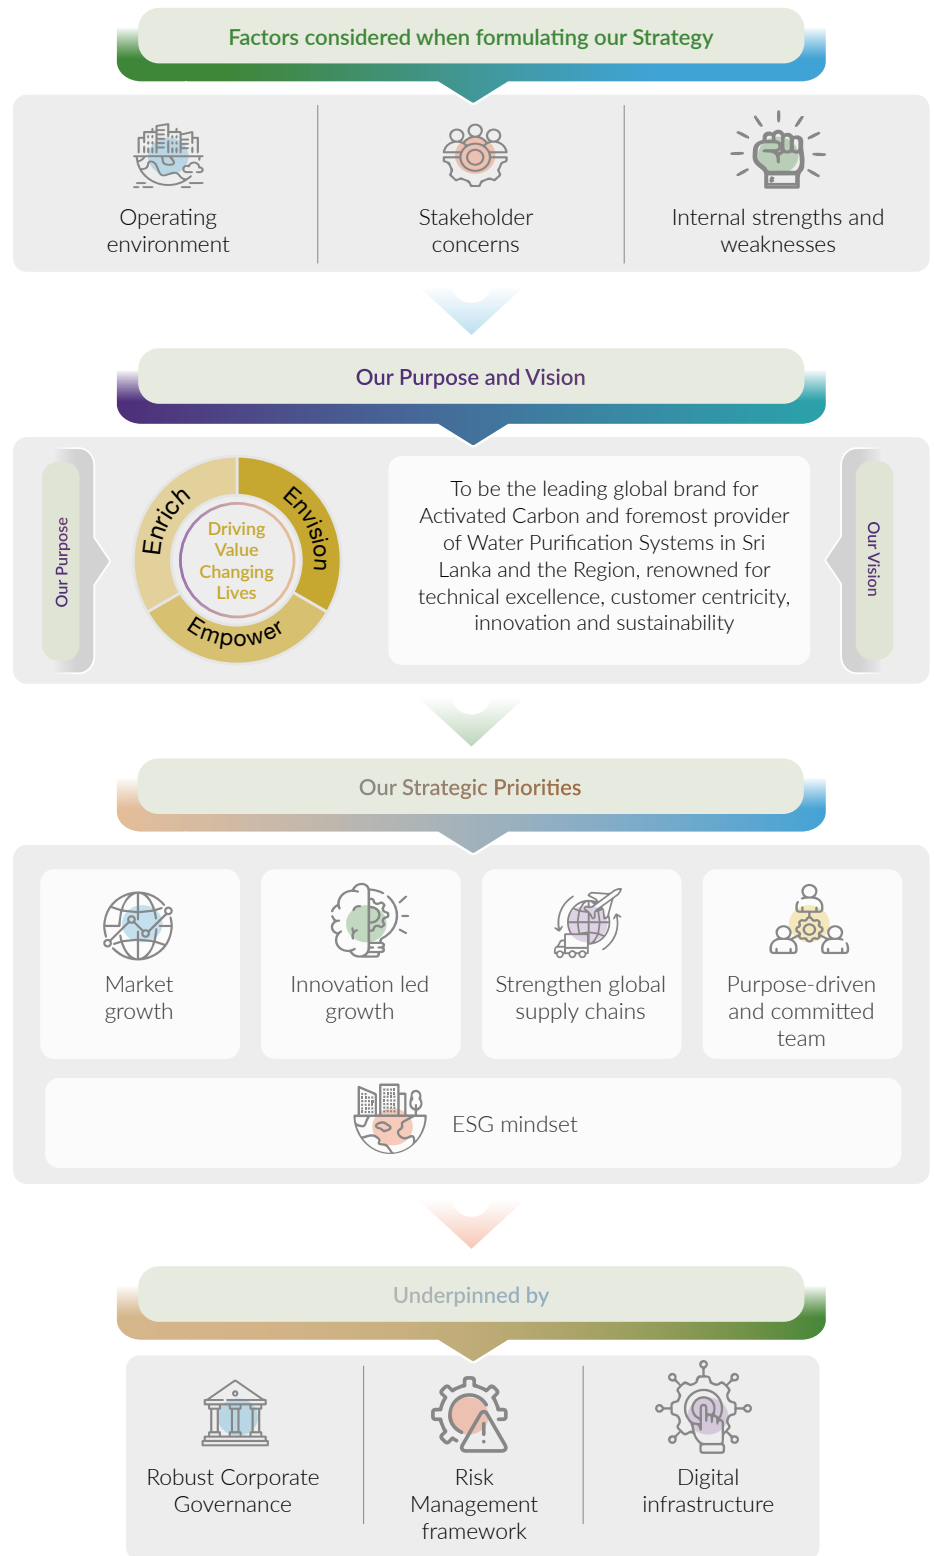 Factors considered when formulating our Strategy
Operating
environment
Stakeholder
concerns
Internal strengths and
weaknesses
Our Purpose and Vision
Our Purpose
Enrich
Envision
Empower
Driving
Value
Changing
Lives
To be the leading global brand for
Activated Carbon and foremost provider
of Water Purification Systems in Sri
Lanka and the Region, renowned for
technical excellence, customer centricity,
innovation and sustainability
Our Vision
Our Strategic Priorities
Market
growth
Innovation led
growth
Strengthen global
supply chains
Purpose-driven
and committed
team
ESG mindset
Underpinned by
Robust Corporate
Governance
Risk
Management
framework
Digital
infrastructure